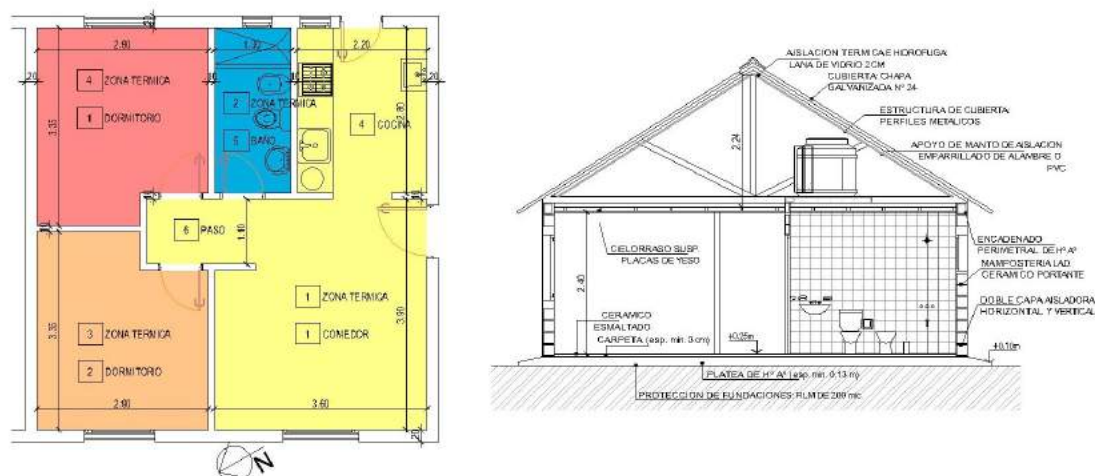 2.20
20
10
4 ZONA TERMICA
1 DORMITORIO
3.35
2 ZONA TERMICA
5 BAÑO
4 COCINA
2.80
6 PASO
1.10
10
1 ZONA TERMICA
1 COMEDOR
3.90
3 ZONA TERMICA
2 DORMITORIO
3.35
3.60
20
N
AISLACION TERMICA E HIDROFUGA
LANA DE VIDRIO 2CM
CUBIERTA: CHAPA
GALVANIZADA Nº 24
ESTRUCTURA DE CUBIERTA
PERFILES METALICOS
2.24
APOYO DE MANTO DE AISLACION
EMPARRILLADO DE ALAMBRE O
PVC
CIELORRASO SUSP.
PLACAS DE YESO
2.40
ENCADENADO
PERIMETRAL DE Hº Aº
MAMPOSTERIA LAD.
CERAMICO PORTANTE
DOBLE CAPA AISLADORA
HORIZONTAL Y VERTICAL
CERAMICO
ESMALTADO
CARPETA (esp. min. 3 cm)
+0.25m
+0.10m
PLATEA DE Hº Aº (esp. min. 0.13 m)
PROTECCION DE FUNDACIONES: FILM DE 200 mic.